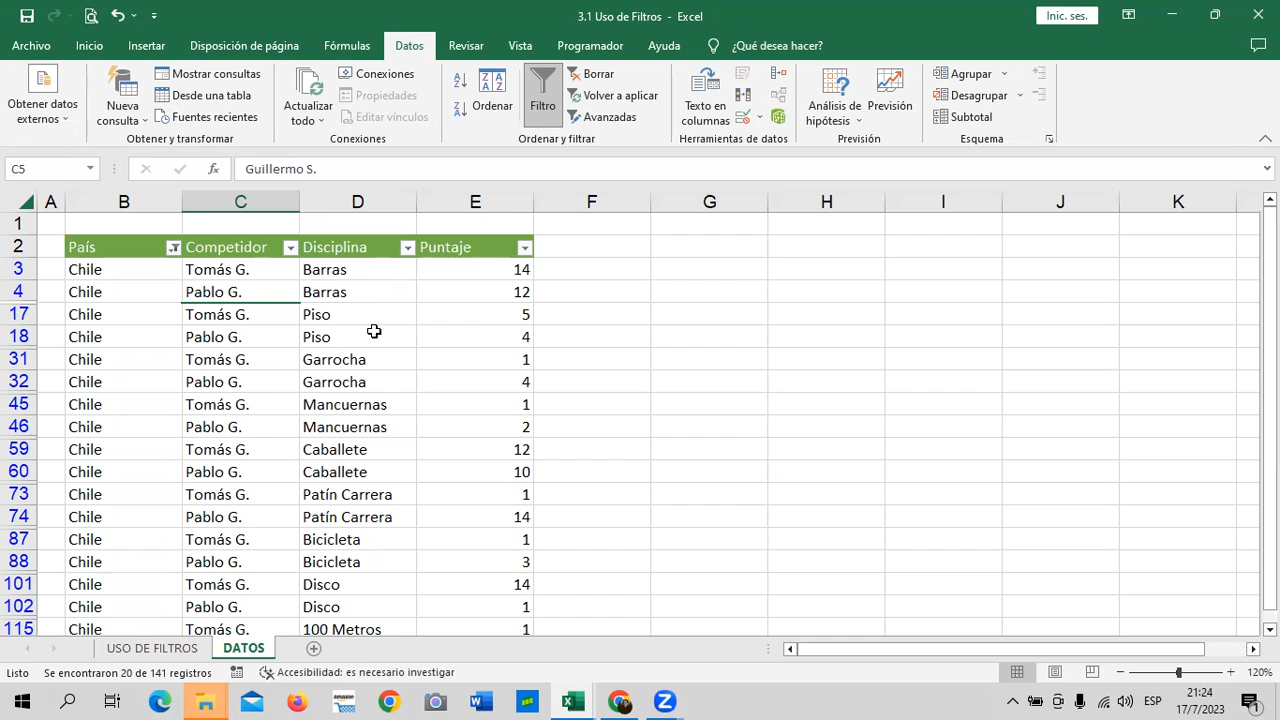 3.1 Uso de Filtros - Excel
Inic. ses.
Archivo Inicio Insertar Disposición de página Fórmulas Datos Revisar Vista Programador Ayuda ¿Qué desea hacer?
Obtener datos externos
Nueva consulta
Mostrar consultas
Desde una tabla
Fuentes recientes
Obtener y transformar
Actualizar todo
Conexiones
Propiedades
Editar vínculos
Conexiones
Ordenar
Filtro
Borrar
Volver a aplicar
Avanzadas
Ordenar y filtrar
Texto en columnas
Herramientas de datos
Análisis de hipótesis
Previsión
Previsión
Agrupar
Desagrupar
Subtotal
Esquema
C5 fx Guillermo S.
A B C D E F G H I J K
1
2 País Competidor Disciplina Puntaje
3 Chile Tomás G. Barras 14
4 Chile Pablo G. Barras 12
17 Chile Tomás G. Piso 5
18 Chile Pablo G. Piso 4
31 Chile Tomás G. Garrocha 1
32 Chile Pablo G. Garrocha 4
45 Chile Tomás G. Mancuernas 1
46 Chile Pablo G. Mancuernas 2
59 Chile Tomás G. Caballete 12
60 Chile Pablo G. Caballete 10
73 Chile Tomás G. Patín Carrera 1
74 Chile Pablo G. Patín Carrera 14
87 Chile Tomás G. Bicicleta 1
88 Chile Pablo G. Bicicleta 3
101 Chile Tomás G. Disco 14
102 Chile Pablo G. Disco 1
115 Chile Tomás G. 100 Metros 1
USO DE FILTROS DATOS
Listo Se encontraron 20 de 141 registros Accesibilidad: es necesario investigar 120%
ESP 21:24
17/7/2023